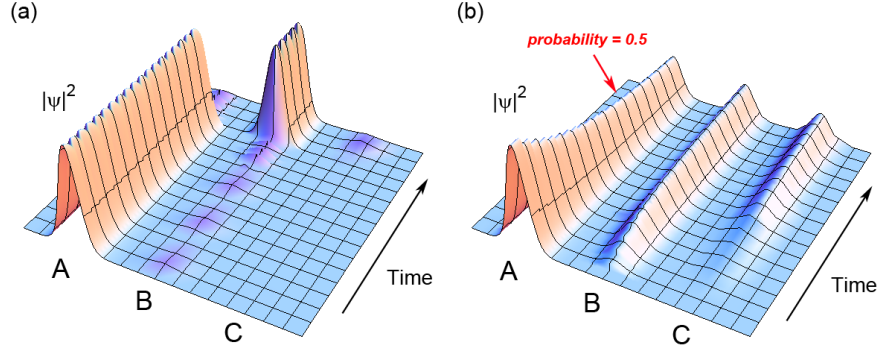 (a)
|ψ|²
A
B
C
Time
(b)
probability = 0.5
|ψ|²
A
B
C
Time